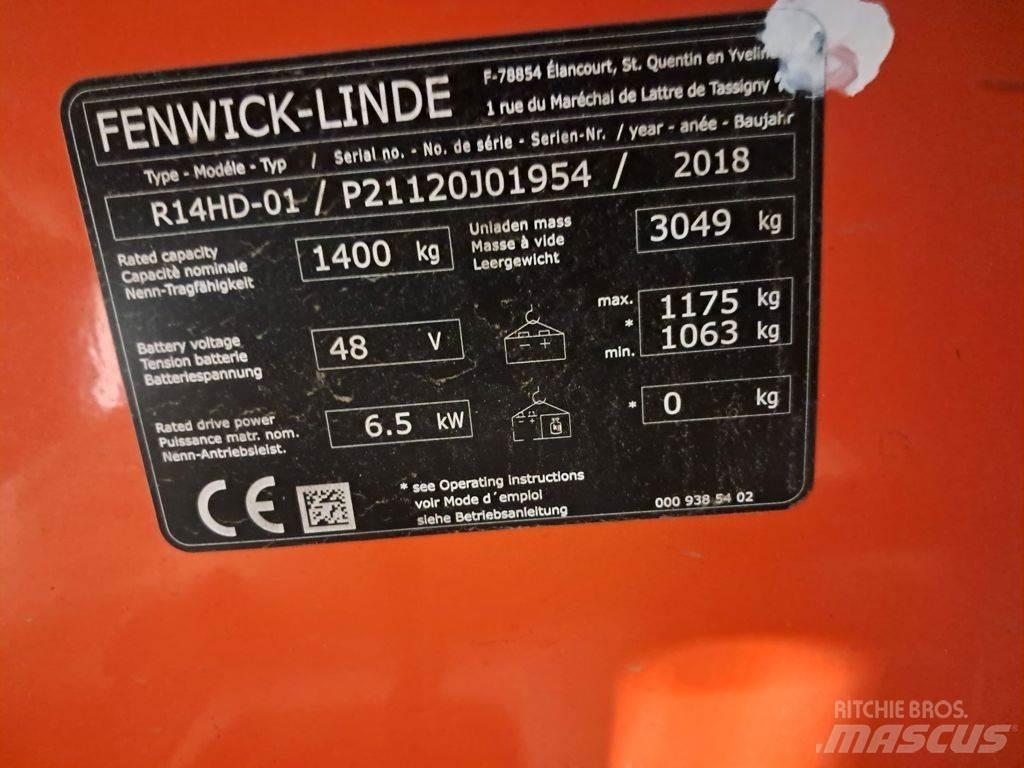 FENWICK-LINDE
F-78854 Élancourt, St. Quentin en
1 rue du Maréchal de Lattre de Tassigny
Type - Modéle - Typ / Serial no. - No. de série - Serien-Nr. / year - anée - Baujahr
R14HD-01 / P21120J01954 / 2018
Rated capacity
Capacitè nominale
Nenn-Tragfähigkeit
1400 kg
Unladen mass
Masse à vide
Leergewicht
3049 kg
Battery voltage
Tension batterie
Batteriespannung
48 V
max. 1175 kg
* 
min. 1063 kg
Rated drive power
Puissance matr. nom.
Nenn-Antriebsleist.
6.5 kW
kg
* 0 kg
* see Operating instructions
voir Mode d´emploi
siehe Betriebsanleitung
CE
000 938 54 02
RITCHIE BROS.
MASCUS